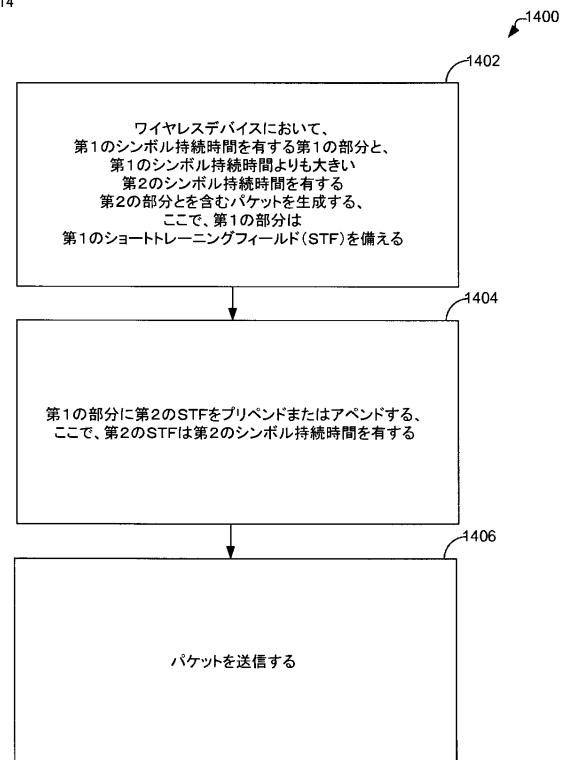 14
1400
1402
ワイヤレスデバイスにおいて、
第1のシンボル持続時間を有する第1の部分と、
第1のシンボル持続時間よりも大きい
第2のシンボル持続時間を有する
第2の部分とを含むパケットを生成する、
ここで、第1の部分は
第1のショートトレーニングフィールド(STF)を備える
1404
第1の部分に第2のSTFをプリペンドまたはアペンドする、
ここで、第2のSTFは第2のシンボル持続時間を有する
1406
パケットを送信する